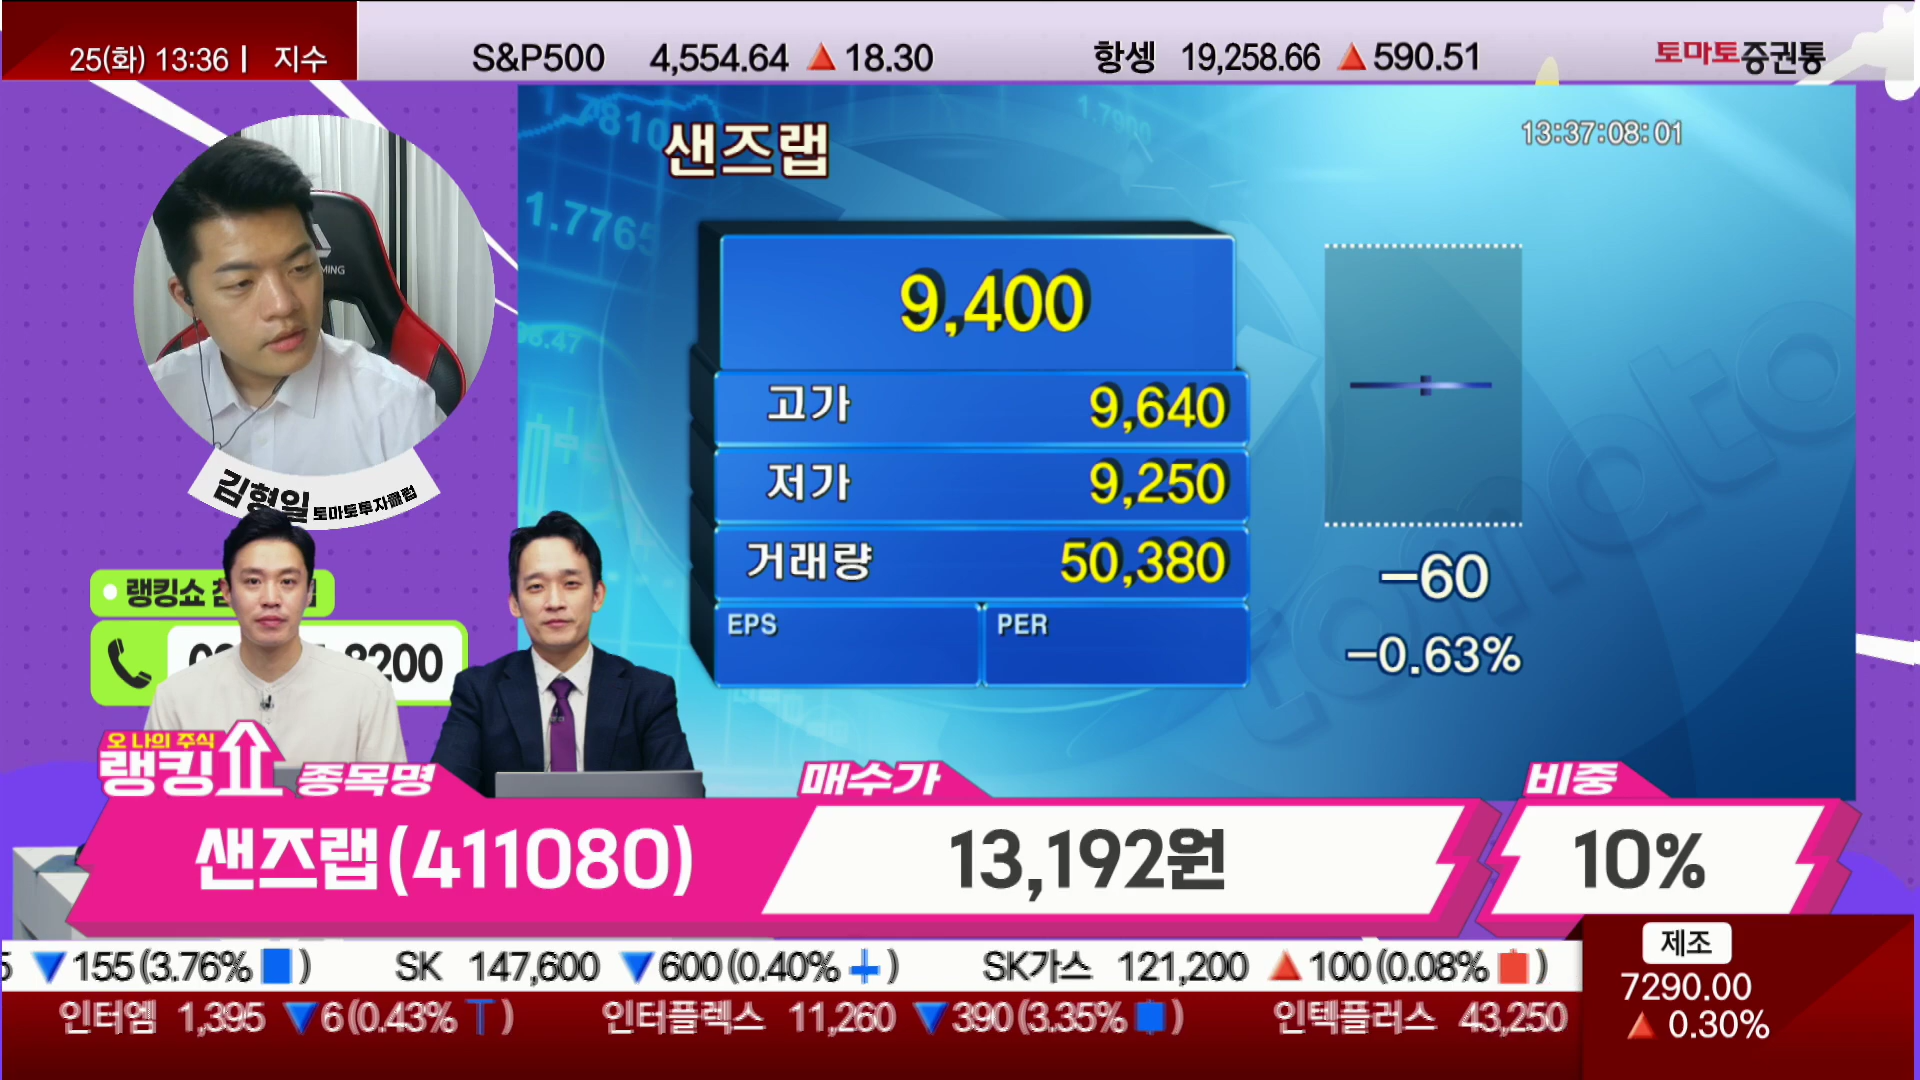 25(화) 13:36 | 지수
S&P500 4,554.64 ▲ 18.30
항셍 19,258.66 ▲ 590.51
토마토증권통
샌즈랩
13:37:08:01
9,400
고가 9,640
저가 9,250
거래량 50,380
EPS PER
-60
-0.63%
tomato
김형일 토마토투자클럽
랭킹쇼
8200
오 나의 주식
랭킹쇼
종목명 매수가 비중
샌즈랩(411080) 13,192원 10%
5 ▼155(3.76% ) SK 147,600 ▼600(0.40% ) SK가스 121,200 ▲100(0.08% )
인터엠 1,395 ▼6(0.43% ) 인터플렉스 11,260 ▼390(3.35% ) 인텍플러스 43,250
제조
7290.00
▲ 0.30%